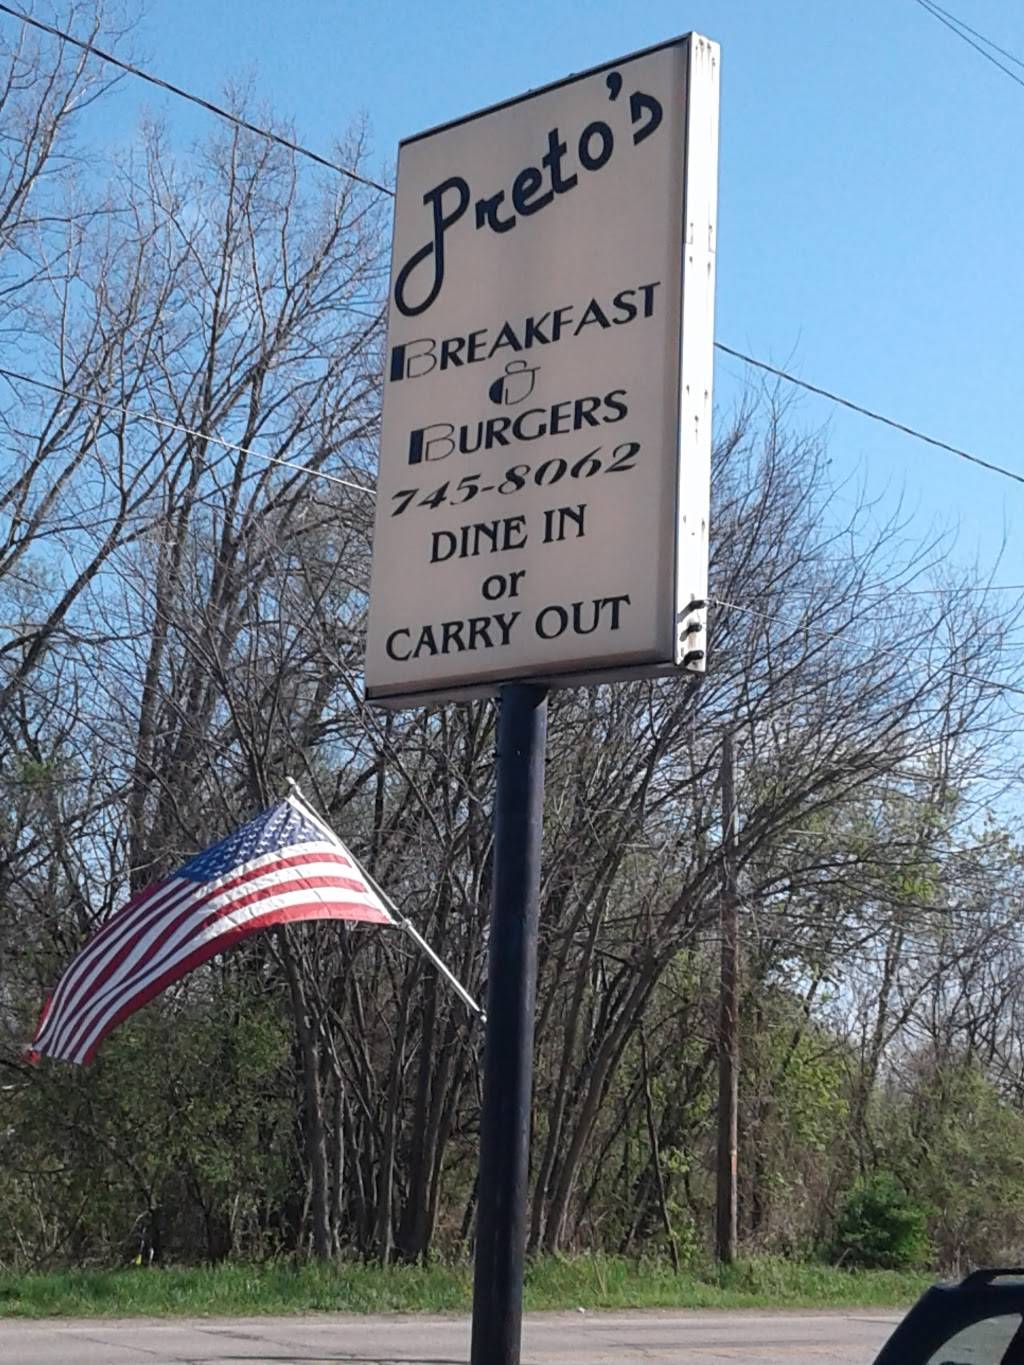 Preto's
BREAKFAST
&
BURGERS
745-8062
DINE IN
or
CARRY OUT